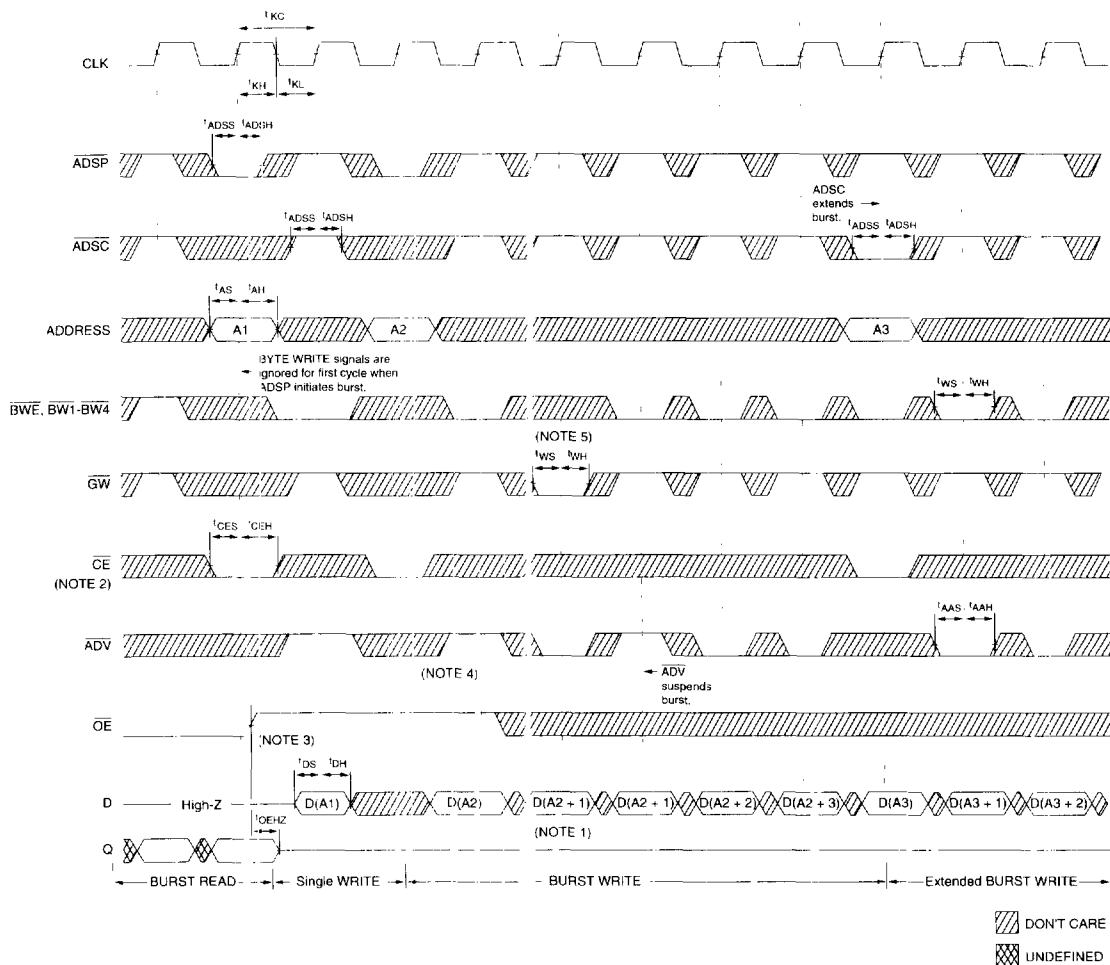 tKC
CLK
tKH
tKL
tADSS
tADSH
ADSP
ADSC
extends
burst.
tADSS
tADSH
tADSS
tADSH
ADSC
tAS
tAH
ADDRESS
A1
A2
A3
BYTE WRITE signals are
ignored for first cycle when
ADSP initiates burst.
tWS
tWH
BWE, BW1-BW4
(NOTE 5)
tWS
tWH
GW
tCES
tCEH
CE
(NOTE 2)
tAAS
tAAH
ADV
(NOTE 4)
ADV
suspends
burst.
OE
(NOTE 3)
tDS
tDH
D
High-Z
D(A1)
D(A2)
D(A2 + 1)
D(A2 + 1)
D(A2 + 2)
D(A2 + 3)
D(A3)
D(A3 + 1)
D(A3 + 2)
tOEHZ
(NOTE 1)
Q
BURST READ
Single WRITE
BURST WRITE
Extended BURST WRITE
DON'T CARE
UNDEFINED